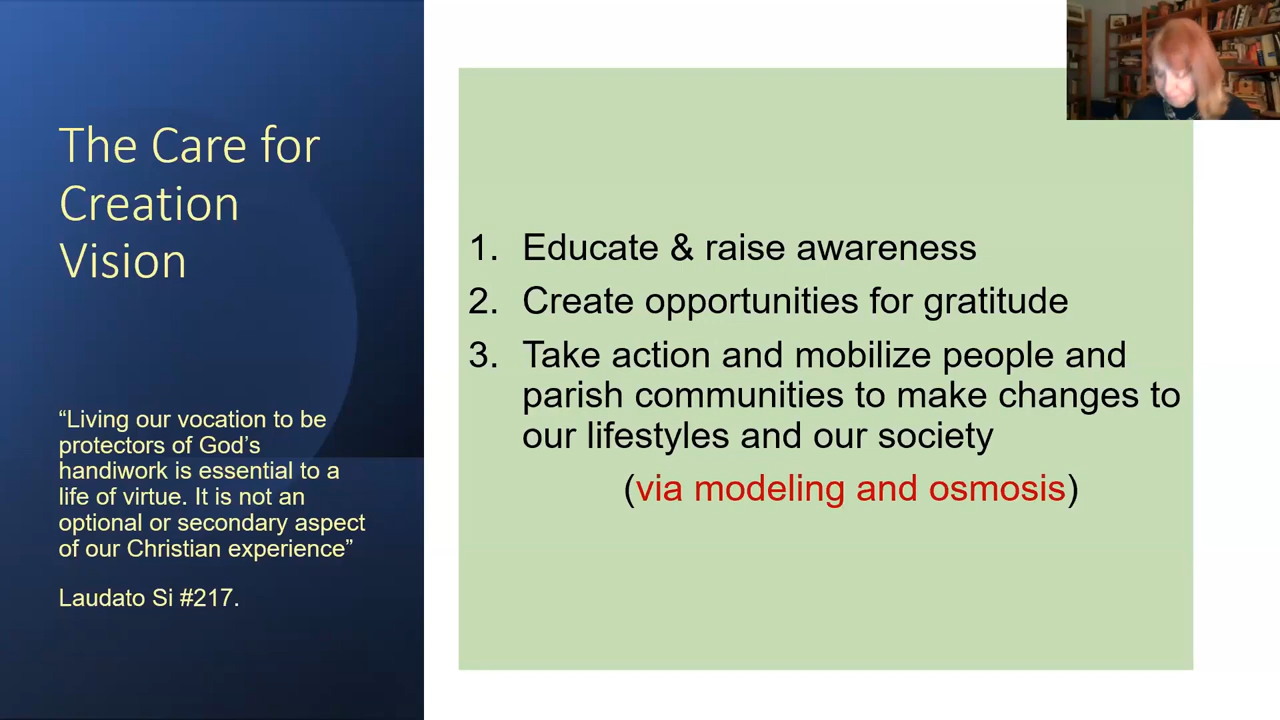 The Care for
Creation
Vision
“Living our vocation to be
protectors of God’s
handiwork is essential to a
life of virtue. It is not an
optional or secondary aspect
of our Christian experience”
Laudato Si #217.
1. Educate & raise awareness
2. Create opportunities for gratitude
3. Take action and mobilize people and
parish communities to make changes to
our lifestyles and our society
(via modeling and osmosis)